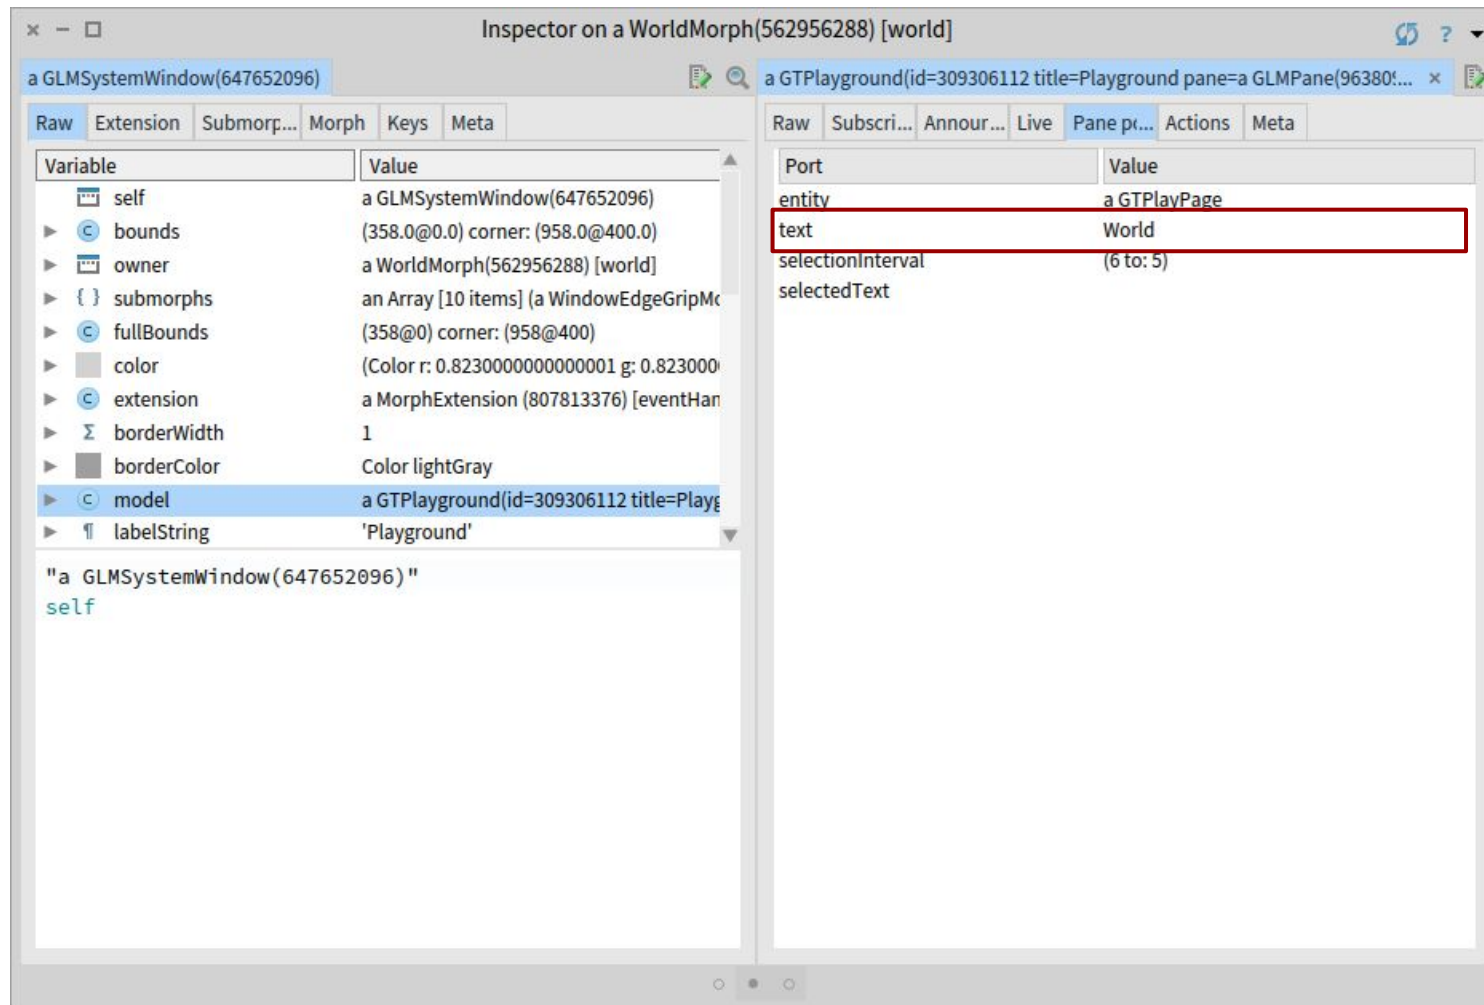 Inspector on a WorldMorph(562956288) [world]
?
a GLMSystemWindow(647652096)
Raw Extension Submorp... Morph Keys Meta
Variable Value
self a GLMSystemWindow(647652096)
bounds (358.0@0.0) corner: (958.0@400.0)
owner a WorldMorph(562956288) [world]
{ } submorphs an Array [10 items] (a WindowEdgeGripMo
C fullBounds (358@0) corner: (958@400)
color (Color r: 0.8230000000000001 g: 0.823000
C extension a MorphExtension (807813376) [eventHan
Σ borderWidth 1
borderColor Color lightGray
C model a GTPlayground(id=309306112 title=Playg
¶ labelString 'Playground'
"a GLMSystemWindow(647652096)"
self
a GTPlayground(id=309306112 title=Playground pane=a GLMPane(963809...
Raw Subscri... Annour... Live Pane po... Actions Meta
Port Value
entity a GTPlayPage
text World
selectionInterval (6 to: 5)
selectedText